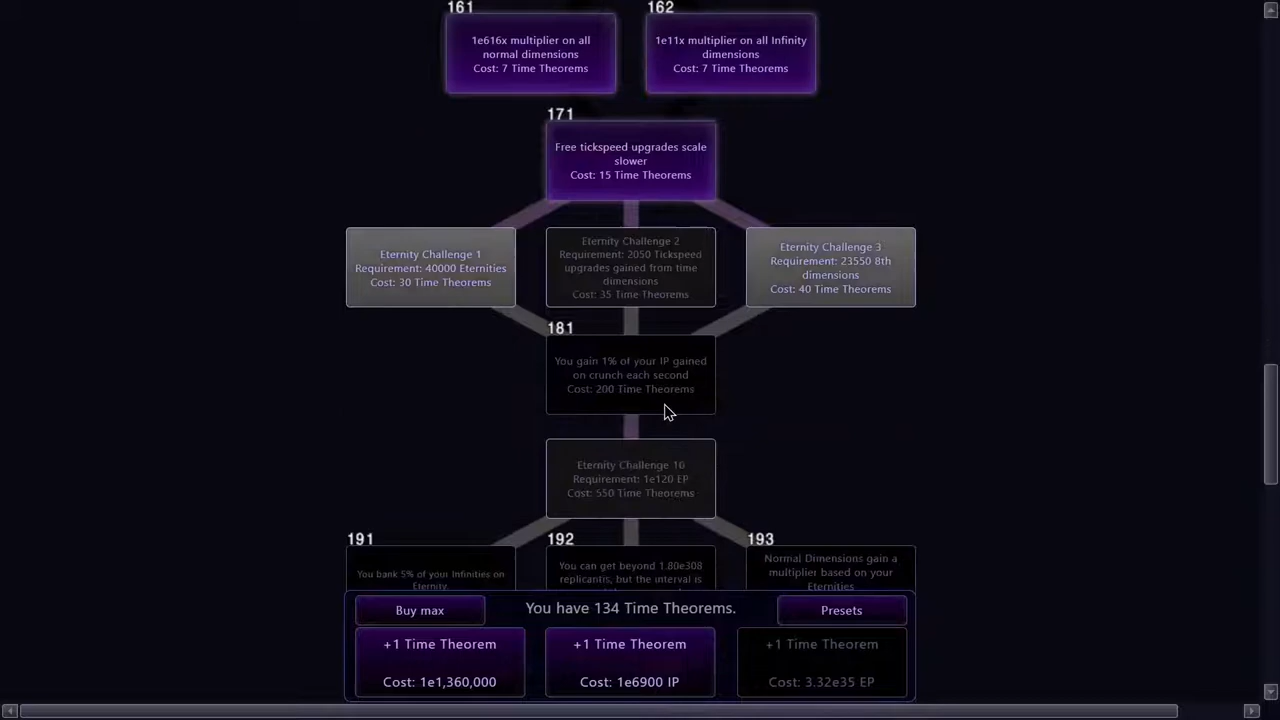 161
162
1e616x multiplier on all
normal dimensions
Cost: 7 Time Theorems
1e11x multiplier on all Infinity
dimensions
Cost: 7 Time Theorems
171
Free tickspeed upgrades scale
slower
Cost: 15 Time Theorems
Eternity Challenge 1
Requirement: 40000 Eternities
Cost: 30 Time Theorems
Eternity Challenge 2
Requirement: 2050 Tickspeed
upgrades gained from time
dimensions
Cost: 35 Time Theorems
Eternity Challenge 3
Requirement: 23550 8th
dimensions
Cost: 40 Time Theorems
181
You gain 1% of your IP gained
on crunch each second
Cost: 200 Time Theorems
Eternity Challenge 10
Requirement: 1e120 EP
Cost: 550 Time Theorems
191
192
193
You bank 5% of your Infinities on
Eternity.
You can get beyond 1.80e308
replicantis, but the interval is
Normal Dimensions gain a
multiplier based on your
Eternities
Buy max
You have 134 Time Theorems.
Presets
+1 Time Theorem
Cost: 1e1,360,000
+1 Time Theorem
Cost: 1e6900 IP
+1 Time Theorem
Cost: 3.32e35 EP